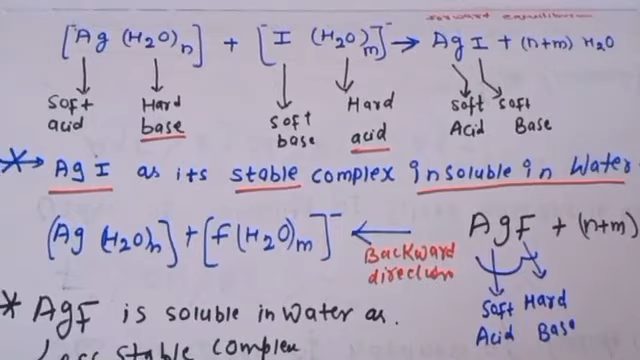 forward equilibrium
[Ag (H2O)n] + [I (H2O)m]⁻ → AgI + (n+m) H2O
Soft acid Hard base Soft base Hard acid Soft Acid Soft Base
* → AgI as its stable complex insoluble in water
[Ag (H2O)n] + [F(H2O)m]⁻ ← AgF + (n+m)
Backward direction
Soft Acid Hard Base
* AgF is soluble in water as.
less stable complex